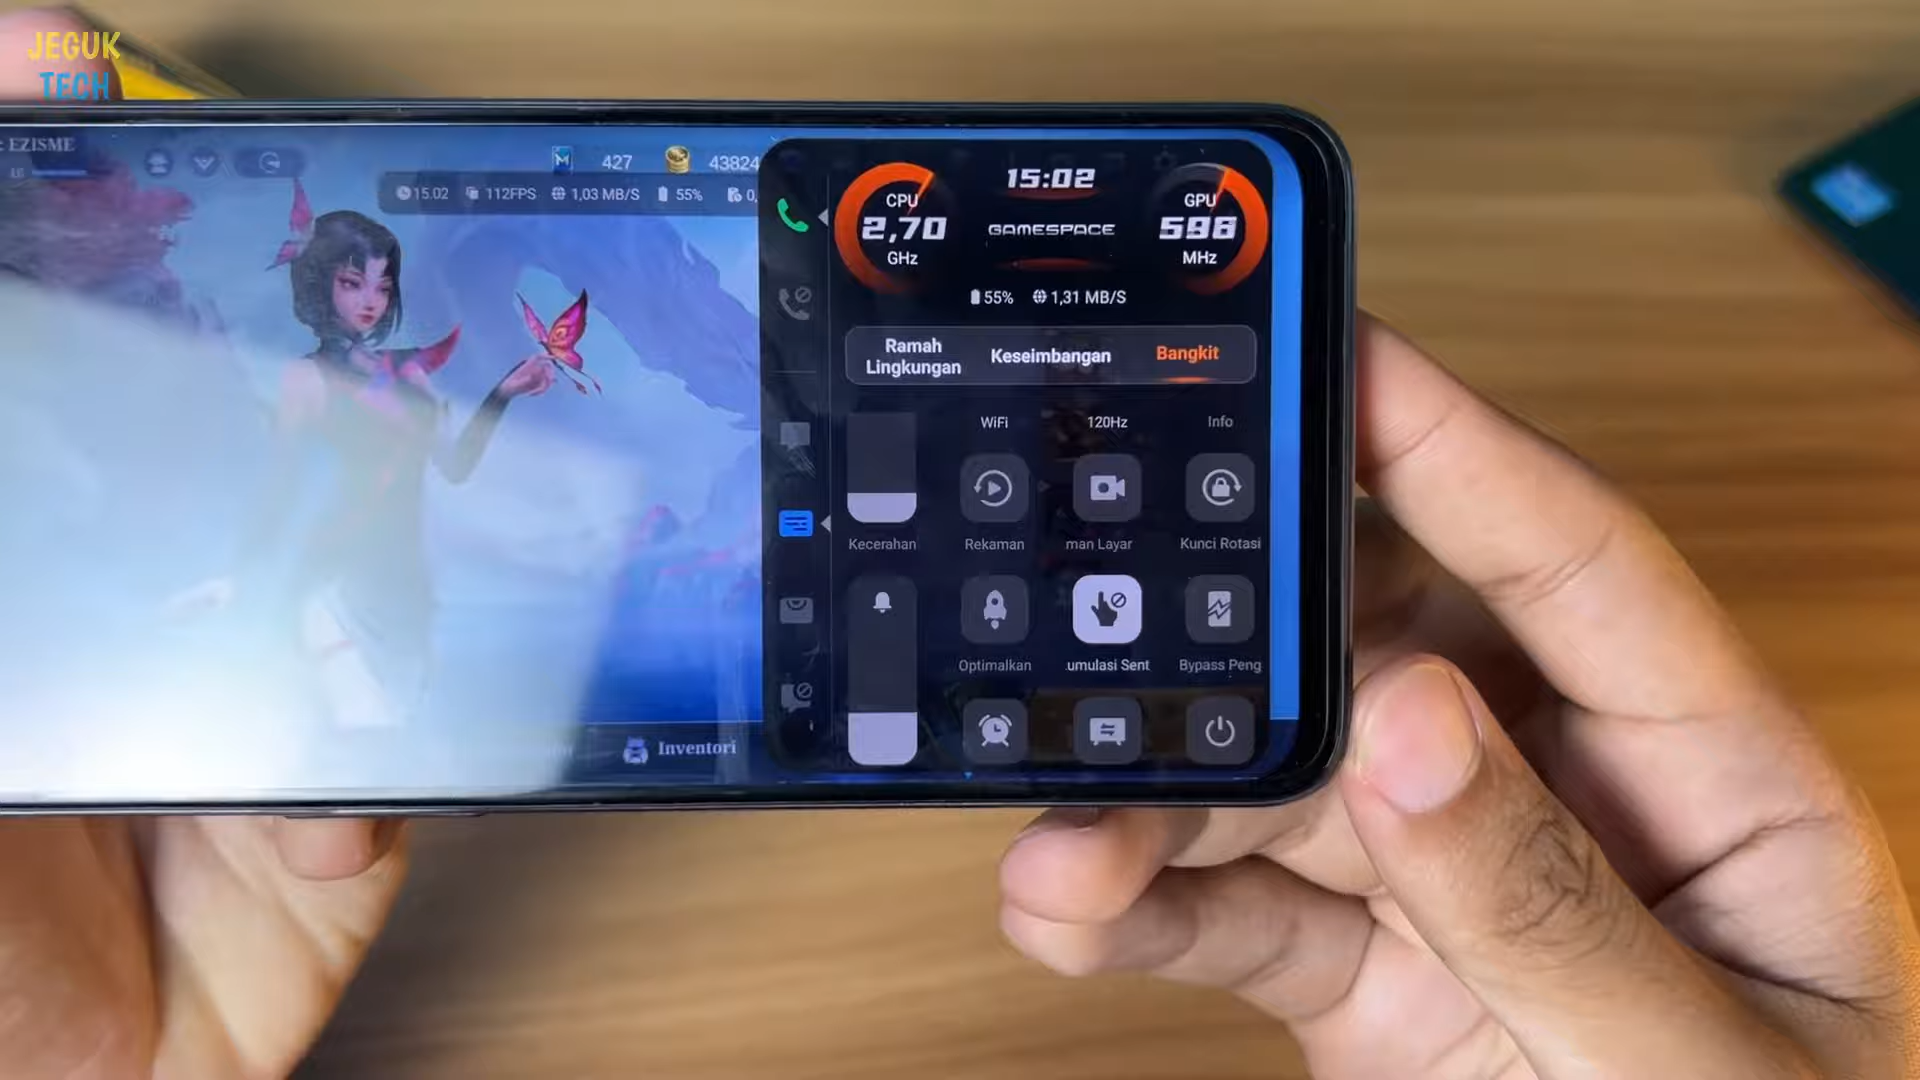 JEGUK
TECH
: EZISME
427
43824
15.02 112FPS 1,03 MB/S 55% 0,
15:02
CPU
2,70
GHz
GAMESPACE
GPU
598
MHz
55% 1,31 MB/S
Ramah
Lingkungan
Keseimbangan
Bangkit
WiFi
120Hz
Info
Kecerahan
Rekaman
man Layar
Kunci Rotasi
Optimalkan
umulasi Sent
Bypass Peng
Inventori